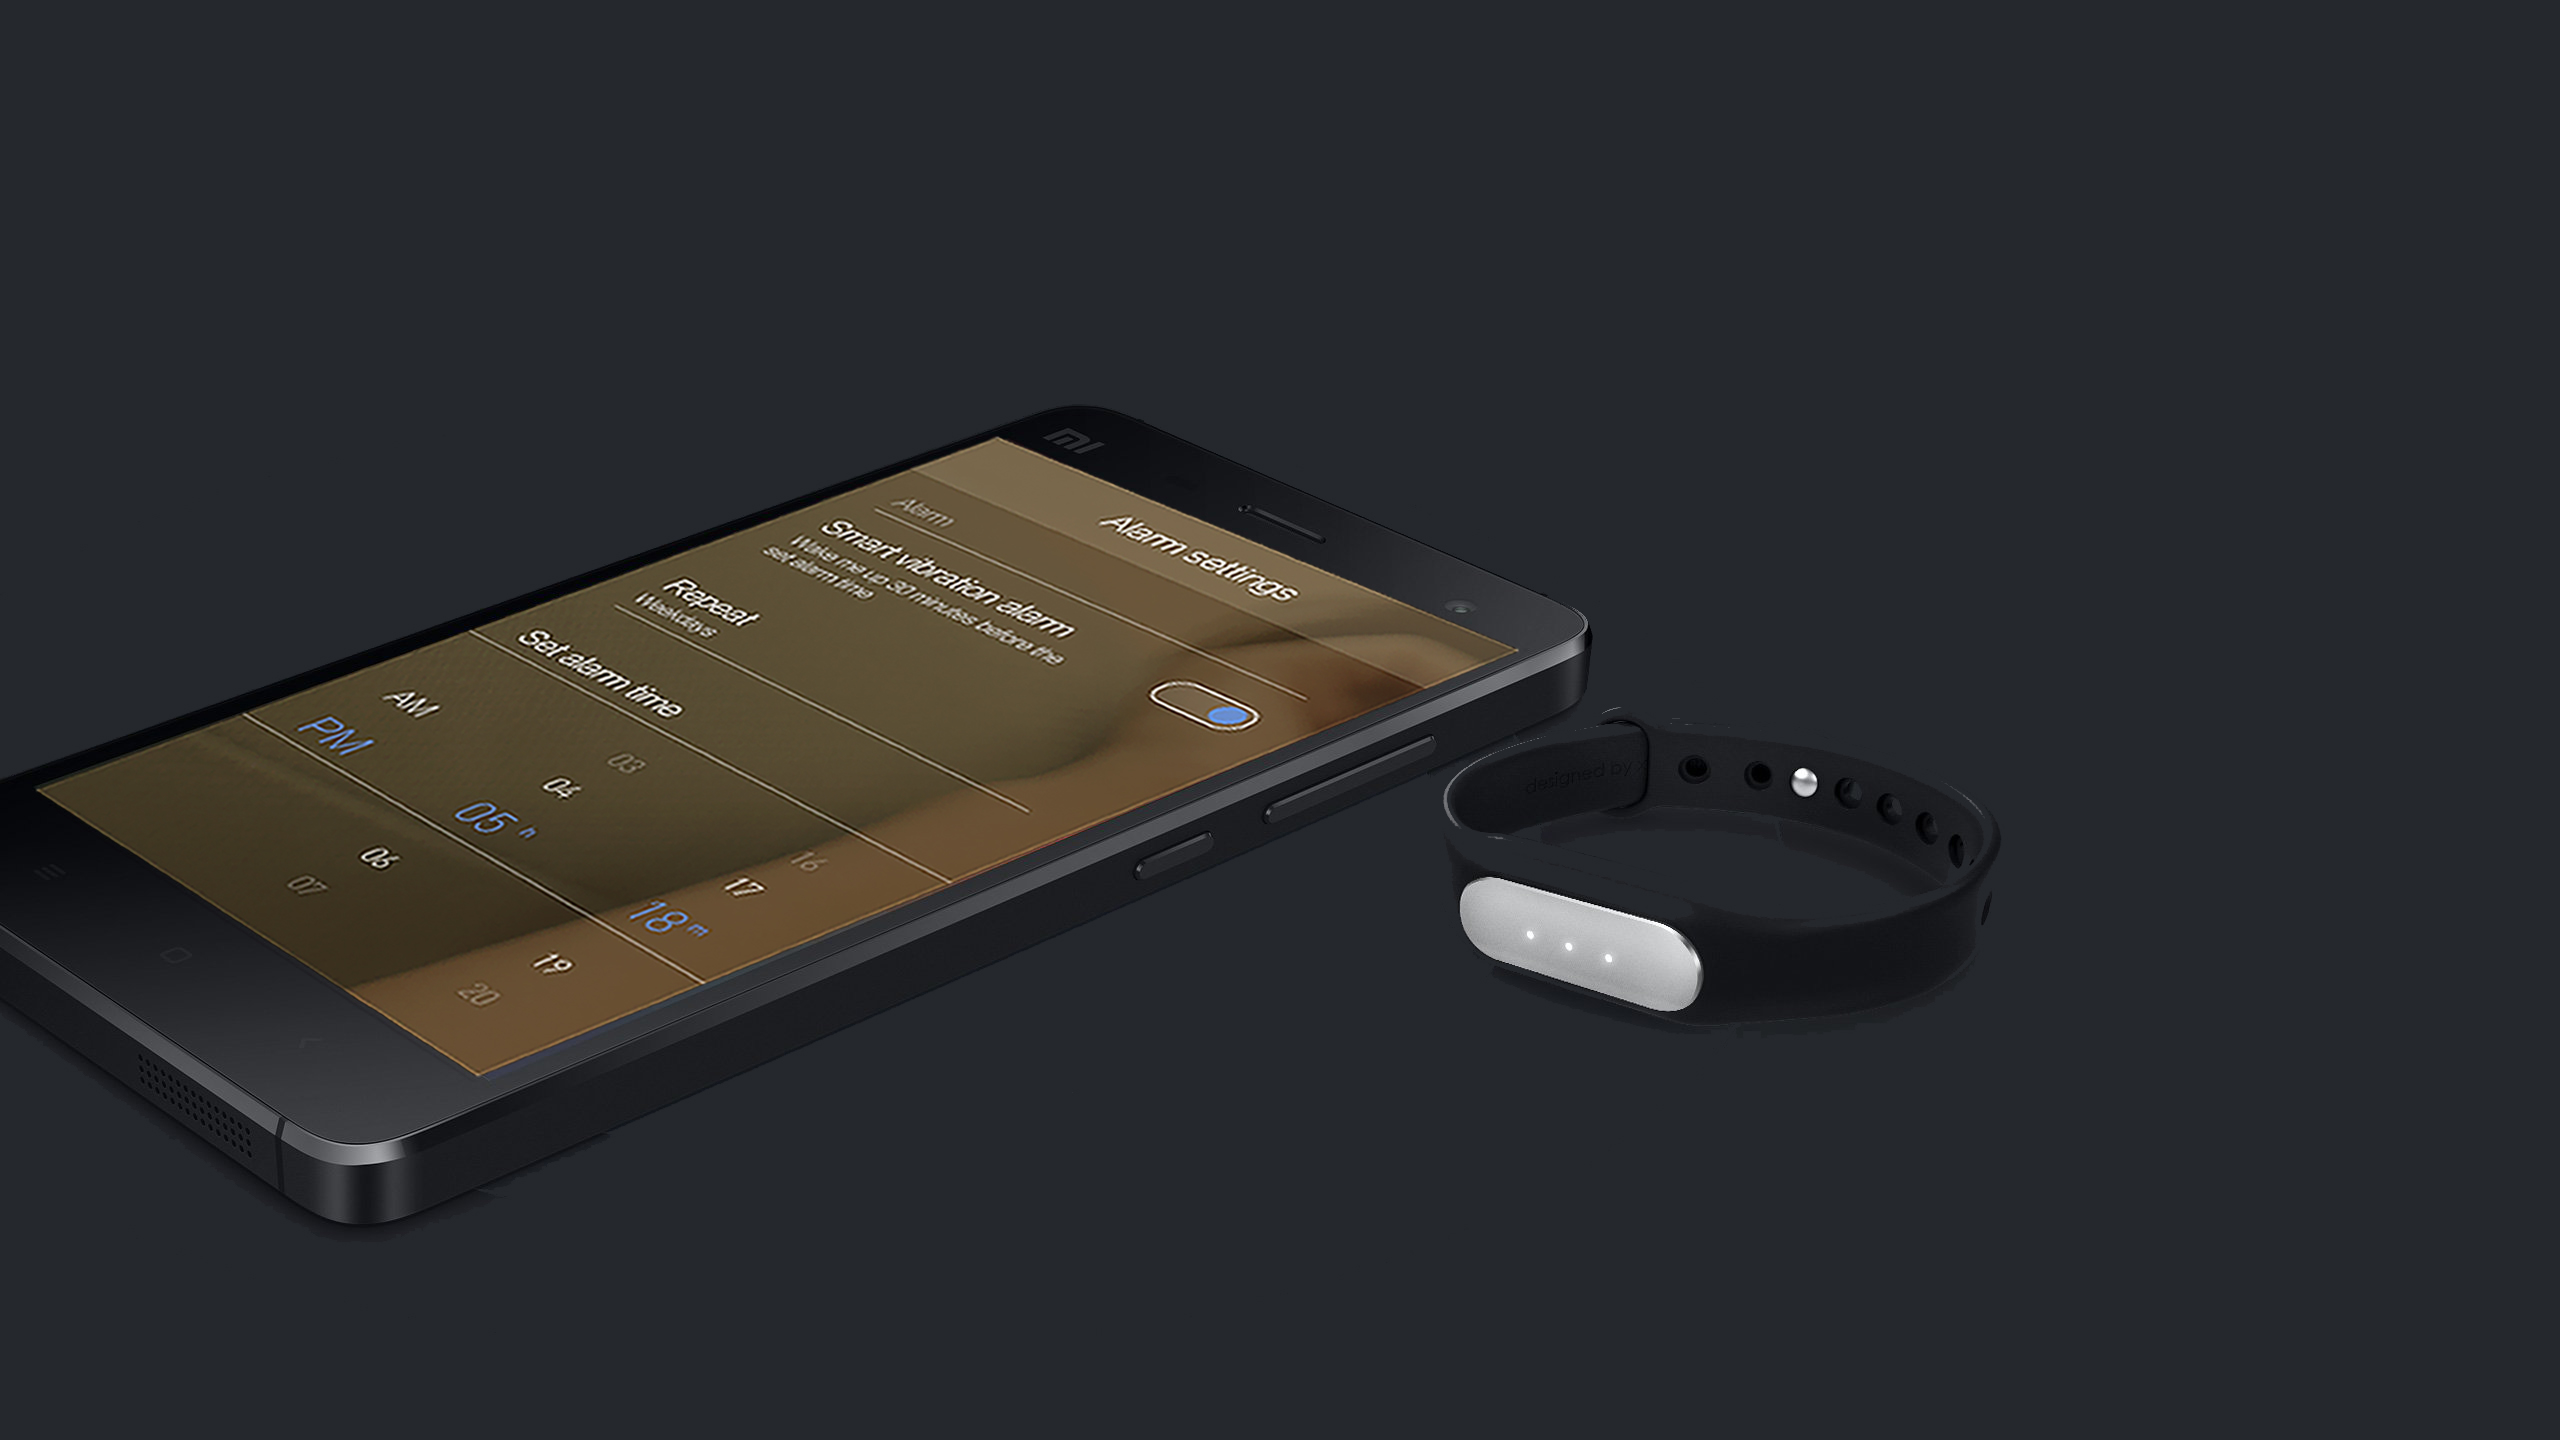 MI
Alarm settings
Alarm
Smart vibration alarm
Wake me up 30 minutes before the
set alarm time
Repeat
Weekdays
Set alarm time
AM
PM
03
04
05 h
06
07
16
17
18 m
19
20
designed by